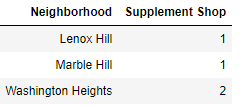 Neighborhood Supplement Shop
Lenox Hill 1
Marble Hill 1
Washington Heights 2